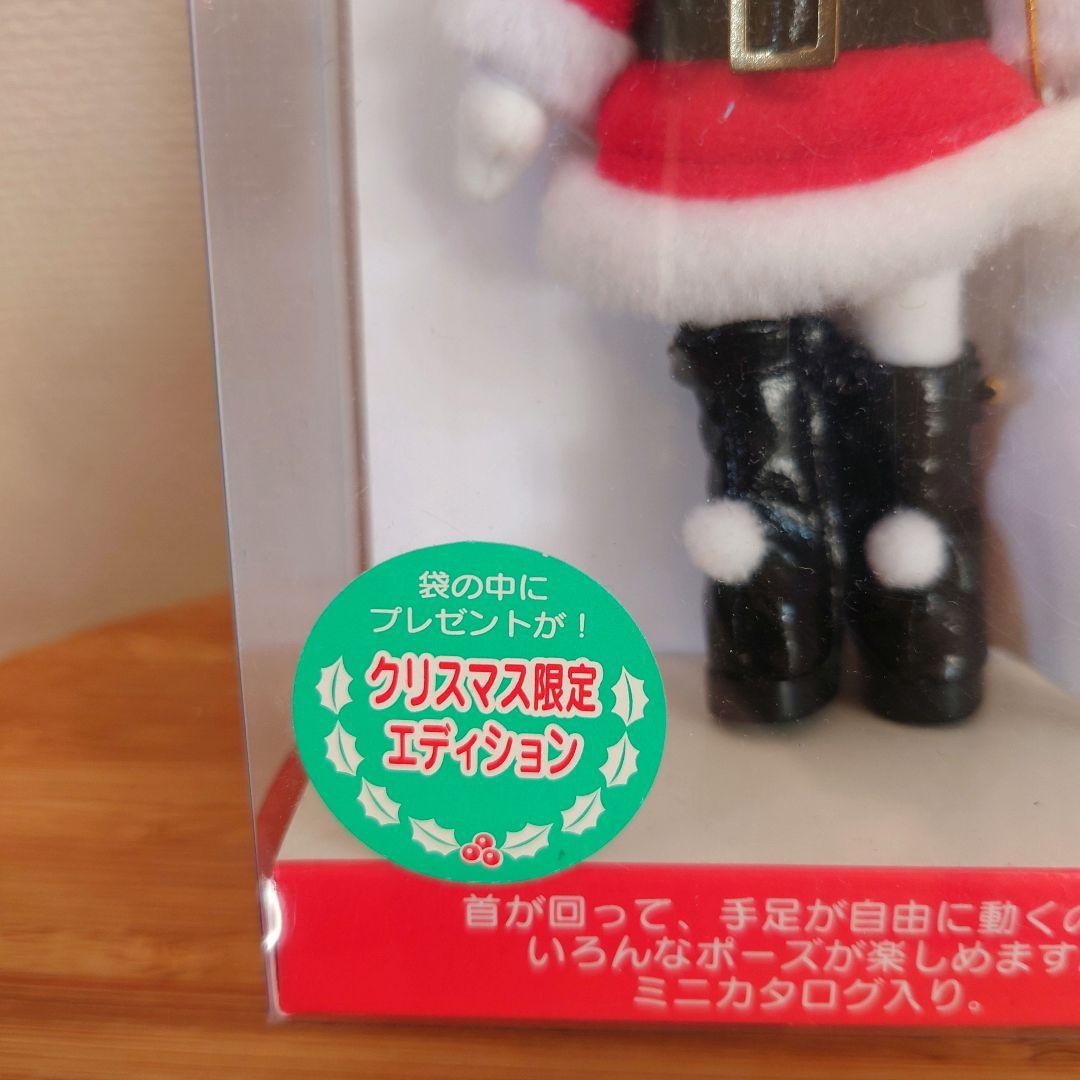 袋の中に
プレゼントが!
クリスマス限定
エディション
首が回って、手足が自由に動くの
いろんなポーズが楽しめます。
ミニカタログ入り。